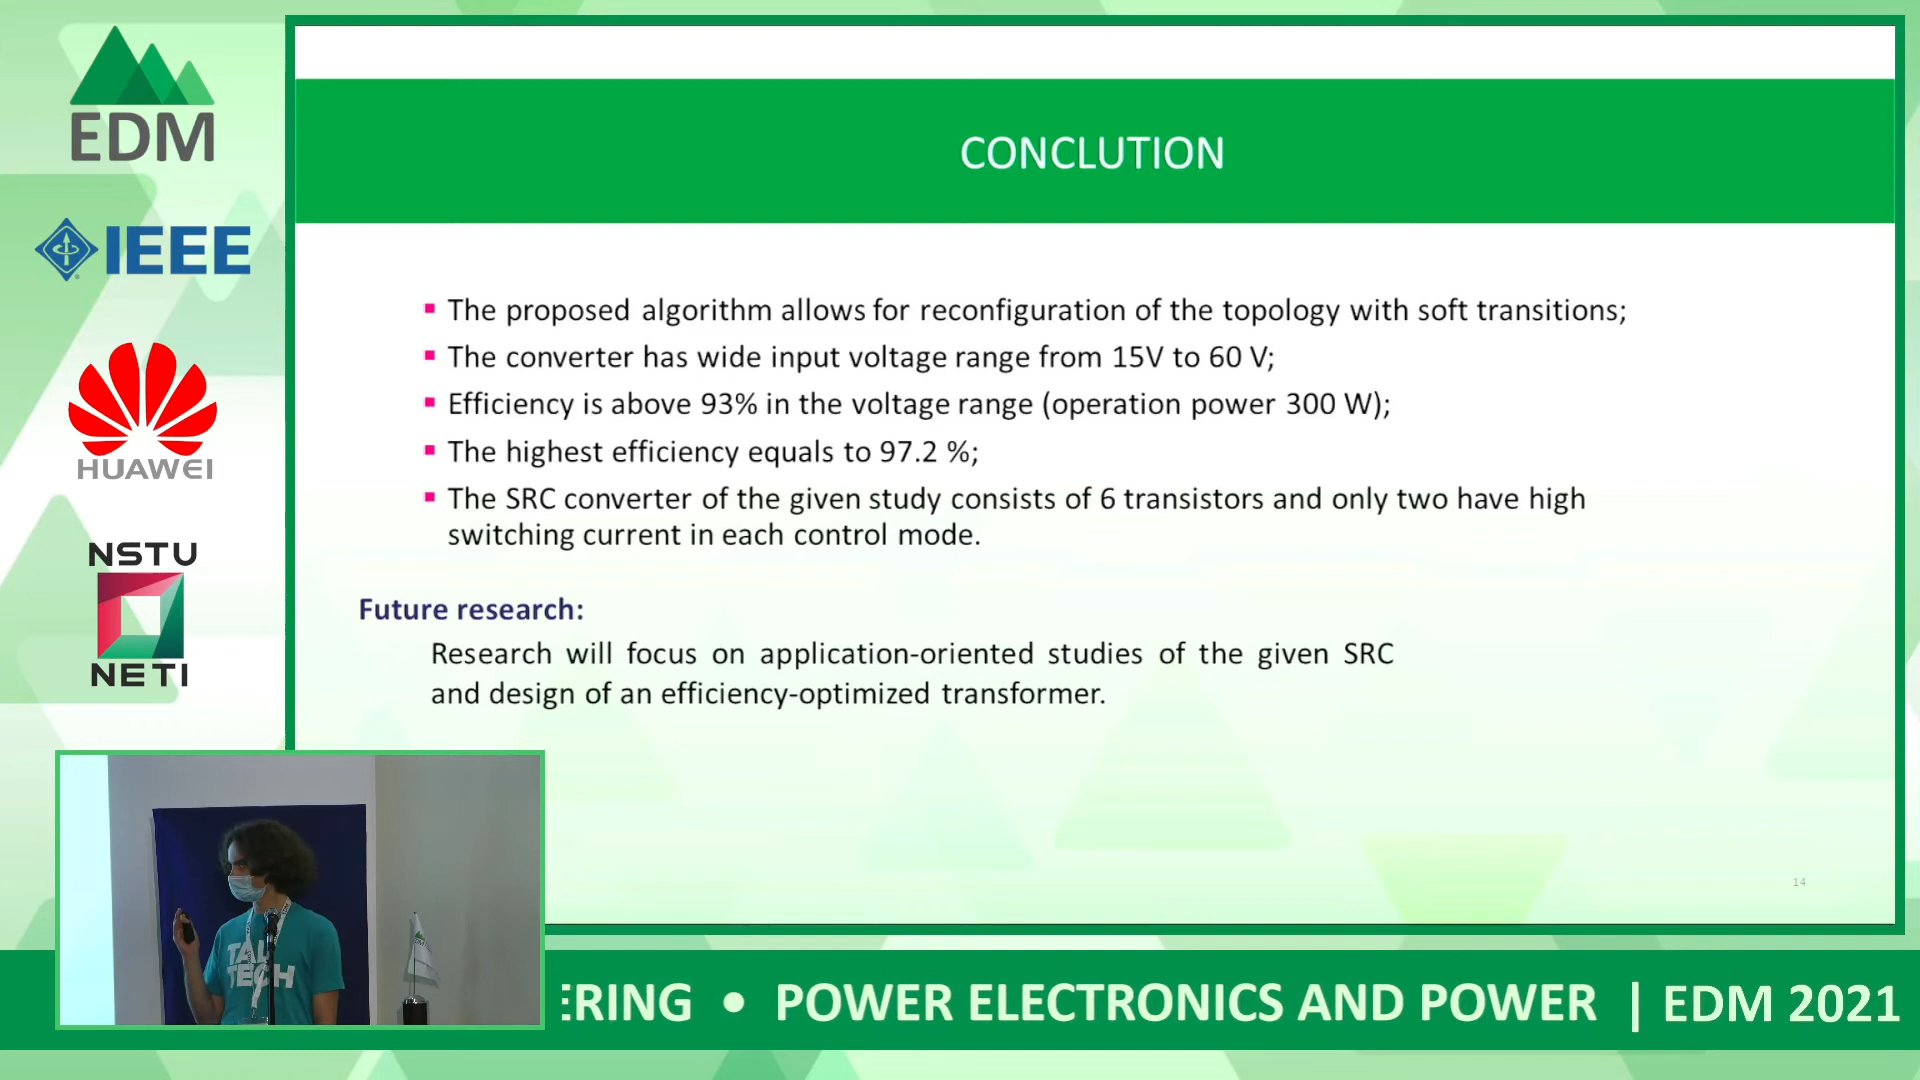 EDM
IEEE
HUAWEI
NSTU
NETI
CONCLUTION
▪ The proposed algorithm allows for reconfiguration of the topology with soft transitions;
▪ The converter has wide input voltage range from 15V to 60 V;
▪ Efficiency is above 93% in the voltage range (operation power 300 W);
▪ The highest efficiency equals to 97.2 %;
▪ The SRC converter of the given study consists of 6 transistors and only two have high
switching current in each control mode.
Future research:
Research will focus on application-oriented studies of the given SRC
and design of an efficiency-optimized transformer.
14
TAL
TECH
EDM
ERING • POWER ELECTRONICS AND POWER | EDM 2021